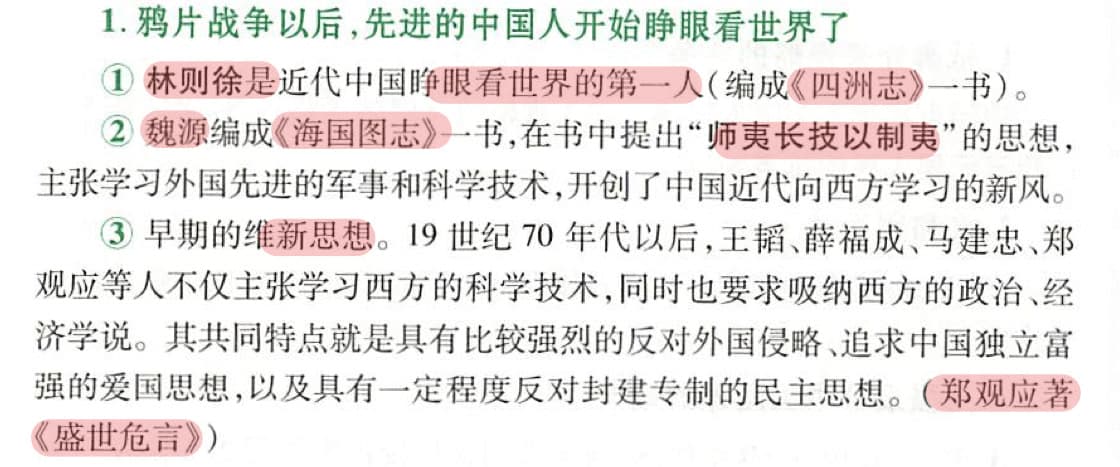 1. 鸦片战争以后,先进的中国人开始睁眼看世界了
① 林则徐是近代中国睁眼看世界的第一人(编成《四洲志》一书)。
② 魏源编成《海国图志》一书,在书中提出“师夷长技以制夷”的思想,
主张学习外国先进的军事和科学技术,开创了中国近代向西方学习的新风。
③ 早期的维新思想。19 世纪 70 年代以后,王韬、薛福成、马建忠、郑
观应等人不仅主张学习西方的科学技术,同时也要求吸纳西方的政治、经
济学说。其共同特点就是具有比较强烈的反对外国侵略、追求中国独立富
强的爱国思想,以及具有一定程度反对封建专制的民主思想。(郑观应著
《盛世危言》)